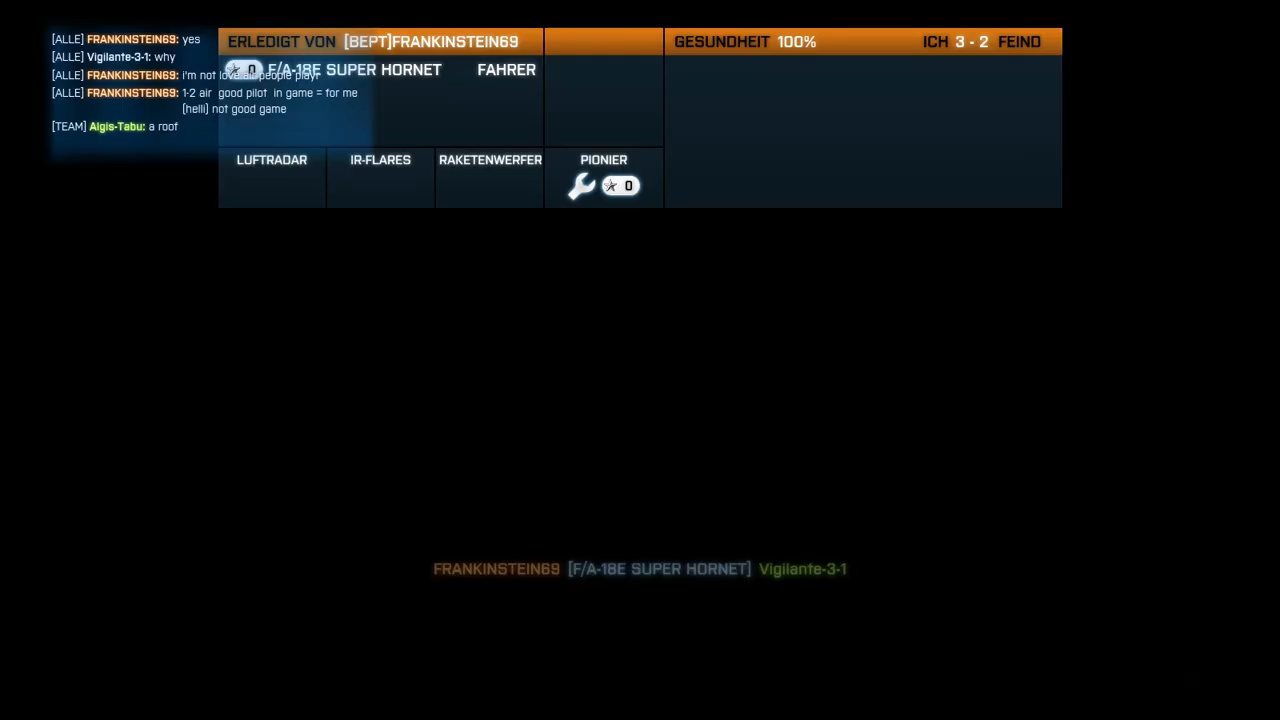 [ALLE] FRANKINSTEIN69: yes
[ALLE] Vigilante-3-1: why
[ALLE] FRANKINSTEIN69: i'm not love air people playr
[ALLE] FRANKINSTEIN69: 1-2 air good pilot in game = for me
(helli) not good game
[TEAM] Algis-Tabu: a roof
ERLEDIGT VON [BEPT]FRANKINSTEIN69
GESUNDHEIT 100% ICH 3 - 2 FEIND
0 F/A-18E SUPER HORNET FAHRER
LUFTRADAR IR-FLARES RAKETENWERFER PIONIER
0
FRANKINSTEIN69 [F/A-18E SUPER HORNET] Vigilante-3-1